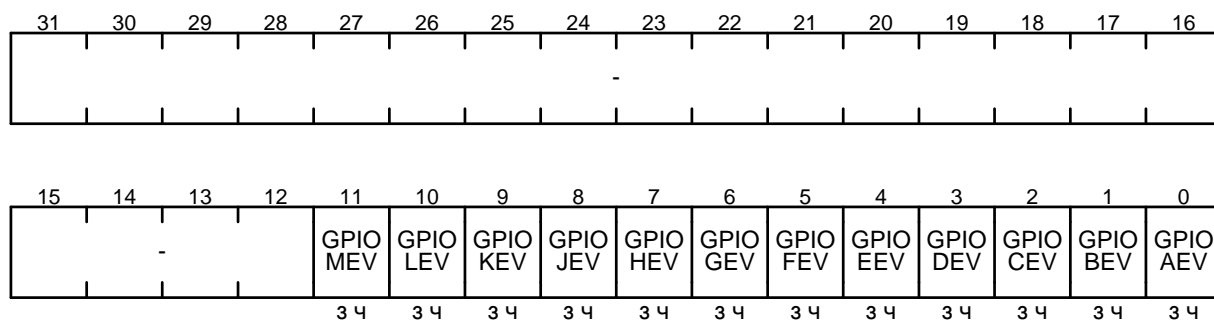 31 30 29 28 27 26 25 24 23 22 21 20 19 18 17 16
-
15 14 13 12 11 10 9 8 7 6 5 4 3 2 1 0
- GPIO GPIO GPIO GPIO GPIO GPIO GPIO GPIO GPIO GPIO GPIO GPIO
MEV LEV KEV JEV HEV GEV FEV EEV DEV CEV BEV AEV
з ч з ч з ч з ч з ч з ч з ч з ч з ч з ч з ч з ч